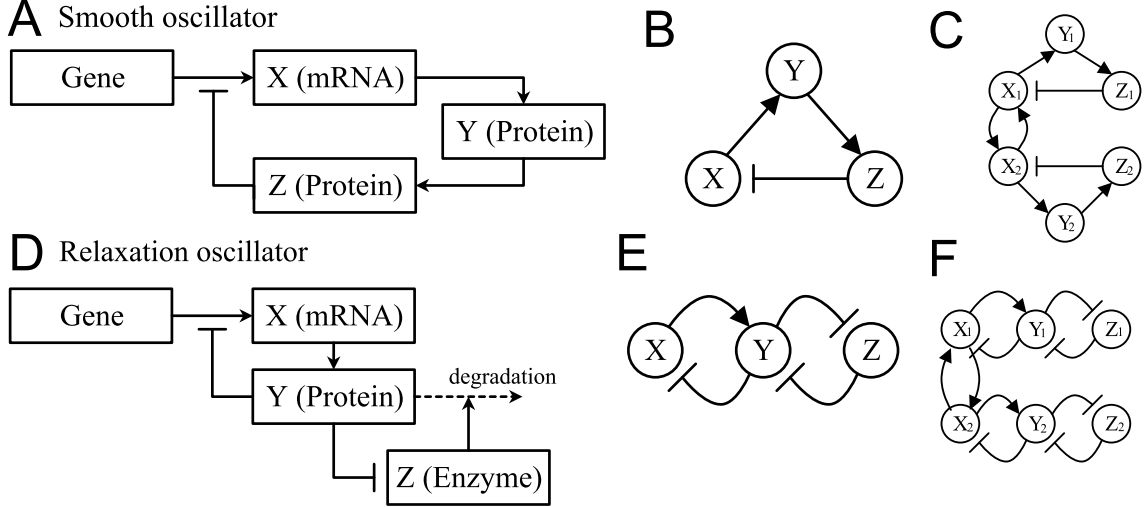 A Smooth oscillator
Gene
X (mRNA)
Y (Protein)
Z (Protein)
B
Y
X
Z
C
Y1
X1
Z1
X2
Z2
Y2
D Relaxation oscillator
Gene
X (mRNA)
Y (Protein)
degradation
Z (Enzyme)
E
X
Y
Z
F
X1
Y1
Z1
X2
Y2
Z2